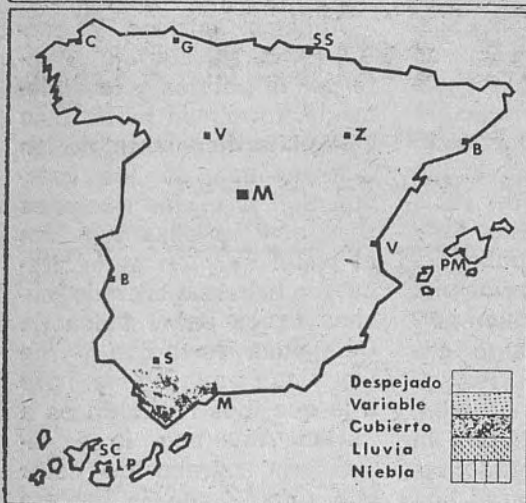 C
G
SS
V
Z
B
M
V
PM
B
S
M
SC
LP
Despejado
Variable
Cubierto
Lluvia
Niebla